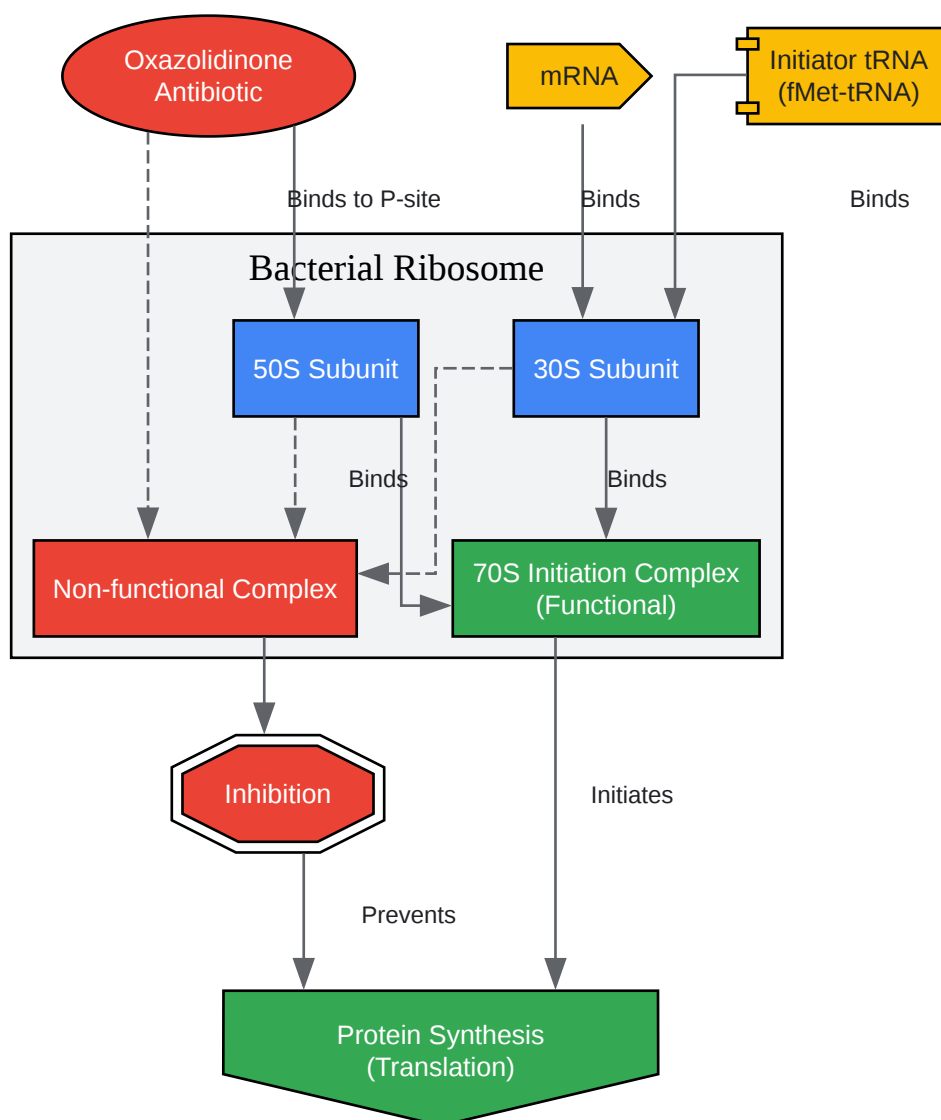 Oxazolidinone
Antibiotic
mRNA
Initiator tRNA
(fMet-tRNA)
Binds to P-site
Binds
Binds
Bacterial Ribosome
50S Subunit
30S Subunit
Binds
Binds
Non-functional Complex
70S Initiation Complex
(Functional)
Inhibition
Initiates
Prevents
Protein Synthesis
(Translation)